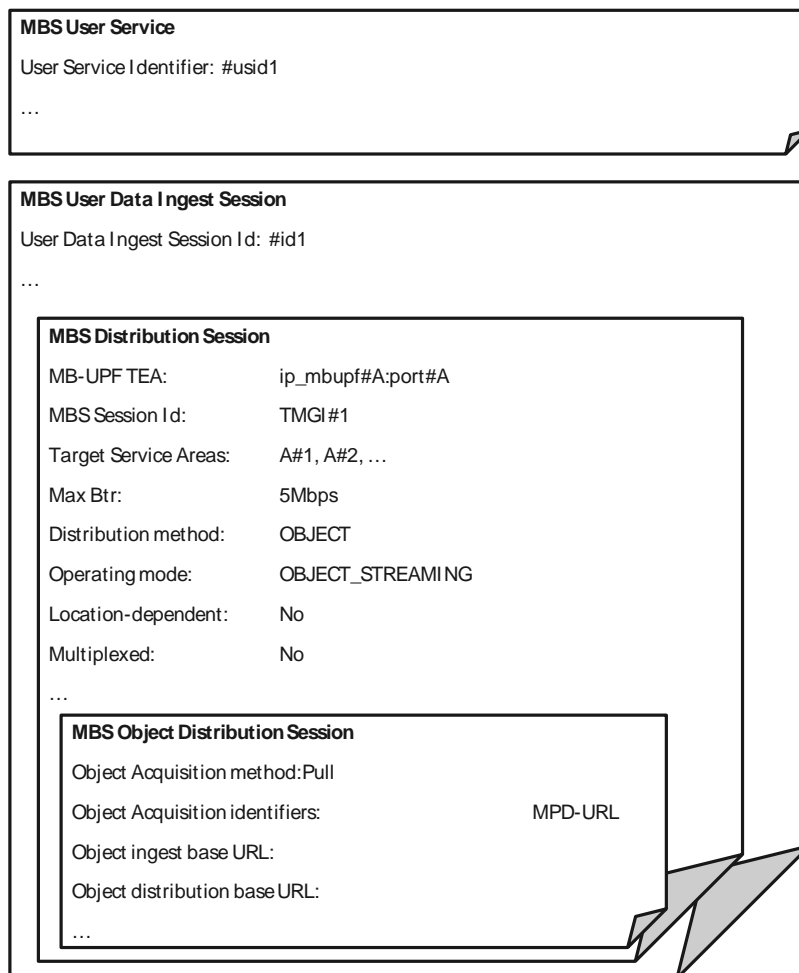 MBS User Service
User Service Identifier: #usid1
…
MBS User Data Ingest Session
User Data Ingest Session Id: #id1
…
MBS Distribution Session
MB-UPF TEA: ip_mbupf#A:port#A
MBS Session Id: TMGI#1
Target Service Areas: A#1, A#2, …
Max Btr: 5Mbps
Distribution method: OBJECT
Operating mode: OBJECT_STREAMING
Location-dependent: No
Multiplexed: No
…
MBS Object Distribution Session
Object Acquisition method:Pull
Object Acquisition identifiers: MPD-URL
Object ingest base URL:
Object distribution base URL:
…